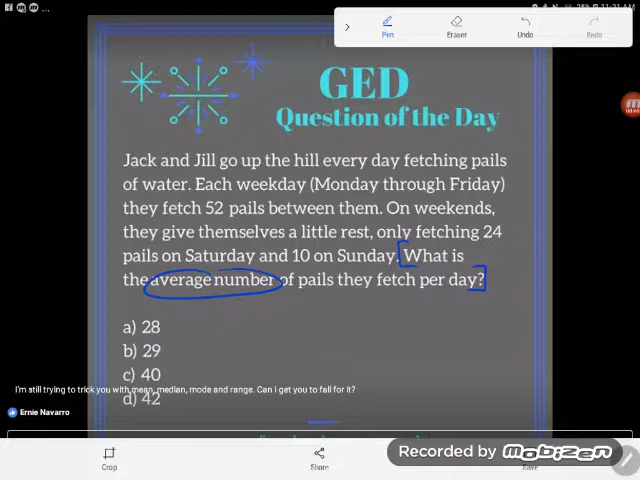 25% 11:31 AM
Pen
Eraser
Undo
Redo
GED
Question of the Day
Jack and Jill go up the hill every day fetching pails
of water. Each weekday (Monday through Friday)
they fetch 52 pails between them. On weekends,
they give themselves a little rest, only fetching 24
pails on Saturday and 10 on Sunday. What is
the average number of pails they fetch per day?
a) 28
b) 29
c) 40
I'm still trying to trick you with mean, median, mode and range. Can I get you to fall for it?
d) 42
Ernie Navarro
Crop
Share
Save
Recorded by mobizen